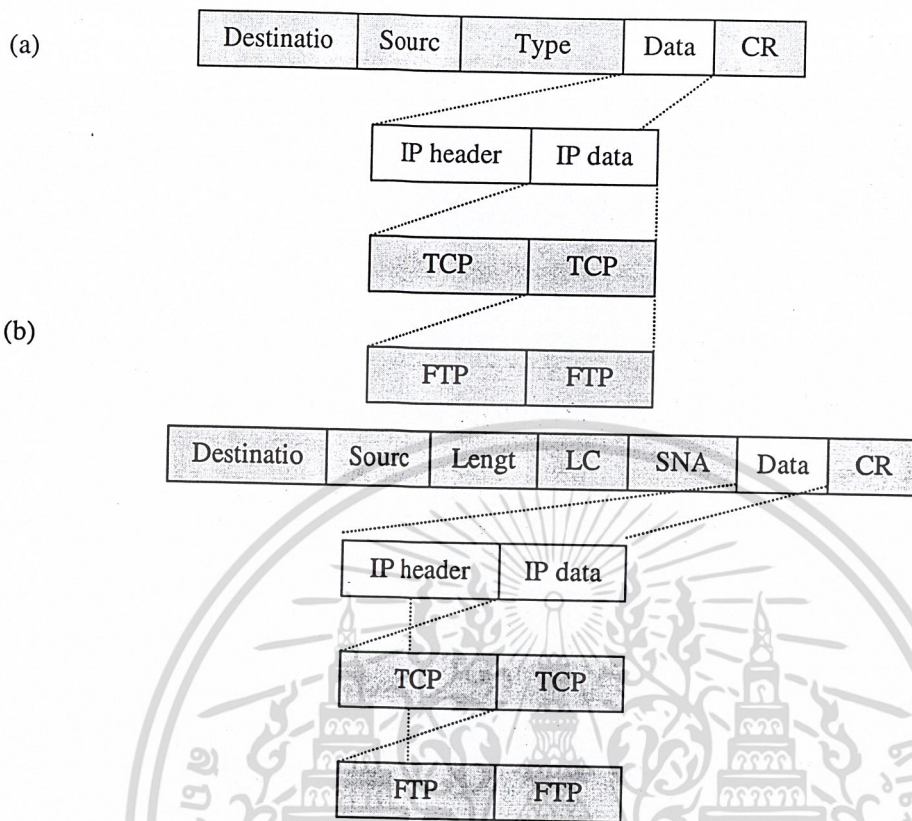 (a)
Destinatio Sourc Type Data CR
IP header IP data
TCP TCP
(b)
FTP FTP
Destinatio Sourc Lengt LC SNA Data CR
IP header IP data
TCP TCP
FTP FTP